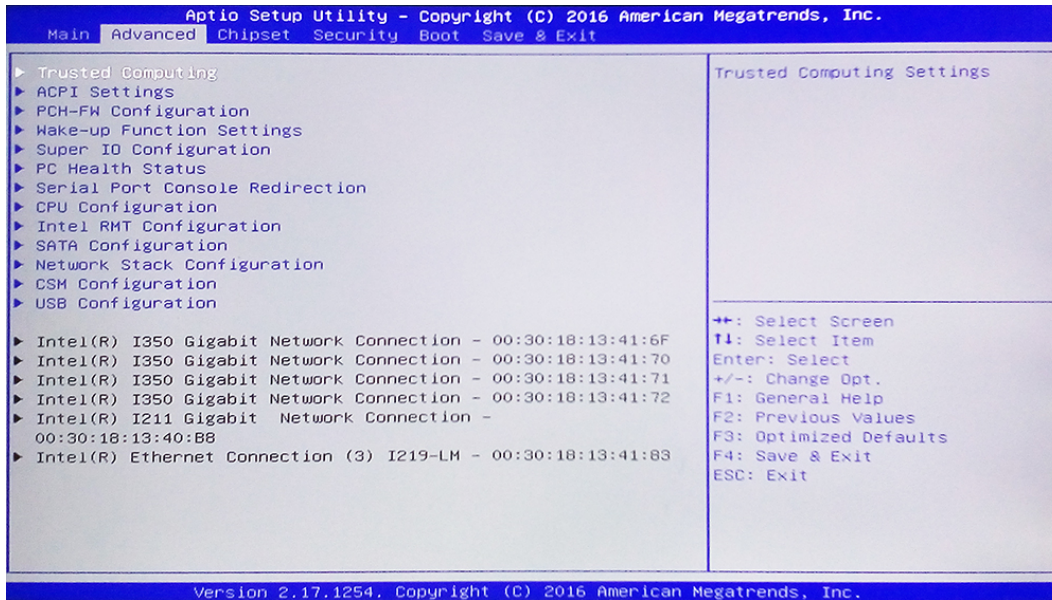 Aptio Setup Utility – Copyright (C) 2016 American Megatrends, Inc.
Main Advanced Chipset Security Boot Save & Exit
▶ Trusted Computing
▶ ACPI Settings
▶ PCH-FW Configuration
▶ Wake-up Function Settings
▶ Super IO Configuration
▶ PC Health Status
▶ Serial Port Console Redirection
▶ CPU Configuration
▶ Intel RMT Configuration
▶ SATA Configuration
▶ Network Stack Configuration
▶ CSM Configuration
▶ USB Configuration
▶ Intel(R) I350 Gigabit Network Connection – 00:30:18:13:41:6F
▶ Intel(R) I350 Gigabit Network Connection – 00:30:18:13:41:70
▶ Intel(R) I350 Gigabit Network Connection – 00:30:18:13:41:71
▶ Intel(R) I350 Gigabit Network Connection – 00:30:18:13:41:72
▶ Intel(R) I211 Gigabit  Network Connection –
00:30:18:13:40:B8
▶ Intel(R) Ethernet Connection (3) I219-LM – 00:30:18:13:41:83
Trusted Computing Settings
→←: Select Screen
↑↓: Select Item
Enter: Select
+/-: Change Opt.
F1: General Help
F2: Previous Values
F3: Optimized Defaults
F4: Save & Exit
ESC: Exit
Version 2.17.1254. Copyright (C) 2016 American Megatrends, Inc.